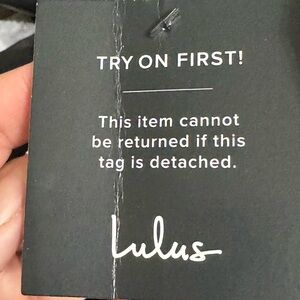 TRY ON FIRST!
This item cannot
be returned if this
tag is detached.
Lulus